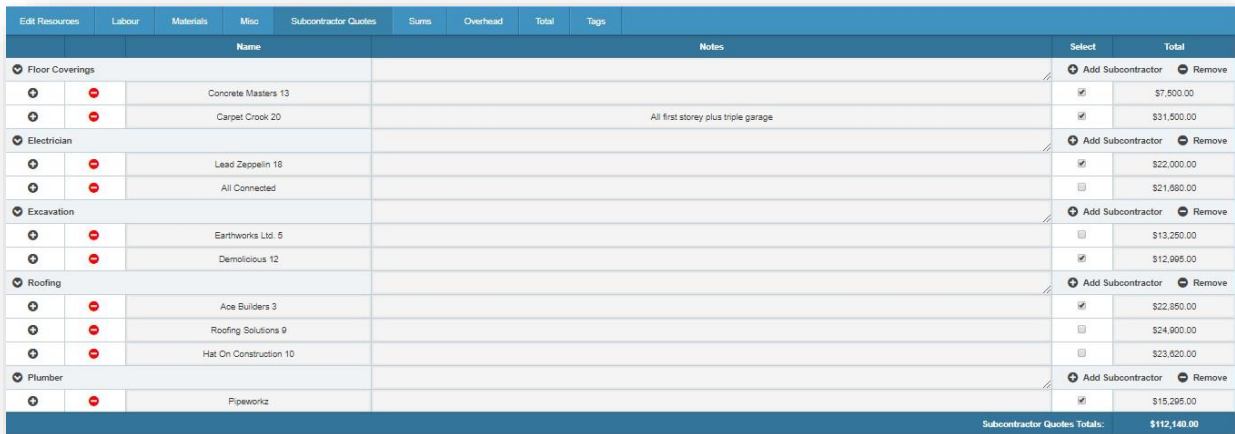 Edit Resources Labour Materials Misc Subcontractor Quotes Sums Overhead Total Tags
Name Notes Select Total
Floor Coverings Add Subcontractor Remove
Concrete Masters 13 $7,500.00
Carpet Crook 20 All first storey plus triple garage $31,500.00
Electrician Add Subcontractor Remove
Lead Zeppelin 18 $22,000.00
All Connected $21,680.00
Excavation Add Subcontractor Remove
Earthworks Ltd. 5 $13,250.00
Demolicious 12 $12,995.00
Roofing Add Subcontractor Remove
Ace Builders 3 $22,850.00
Roofing Solutions 9 $24,900.00
Hat On Construction 10 $23,620.00
Plumber Add Subcontractor Remove
Pipeworkz $15,295.00
Subcontractor Quotes Totals: $112,140.00